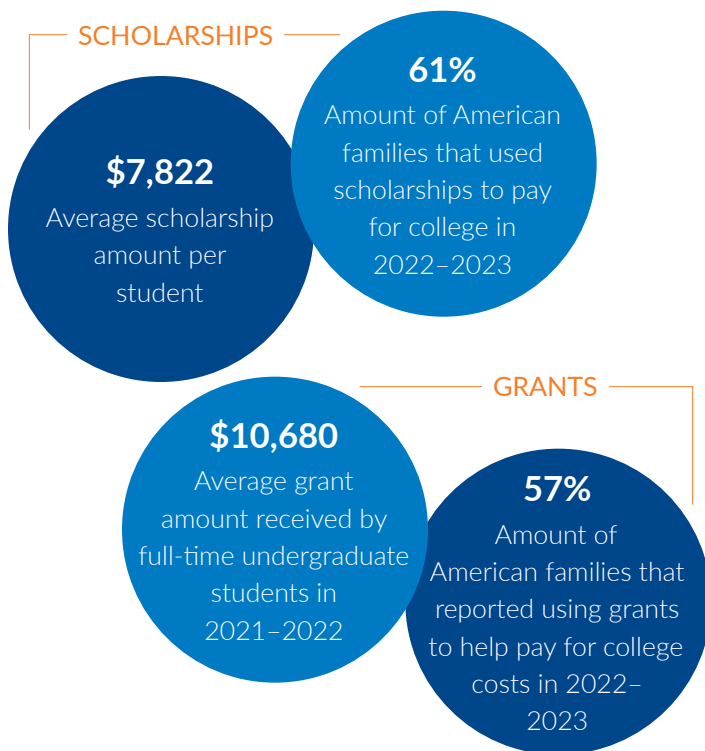 SCHOLARSHIPS
$7,822
Average scholarship
amount per
student
61%
Amount of American
families that used
scholarships to pay
for college in
2022–2023
GRANTS
$10,680
Average grant
amount received by
full-time undergraduate
students in
2021–2022
57%
Amount of
American families that
reported using grants
to help pay for college
costs in 2022–
2023